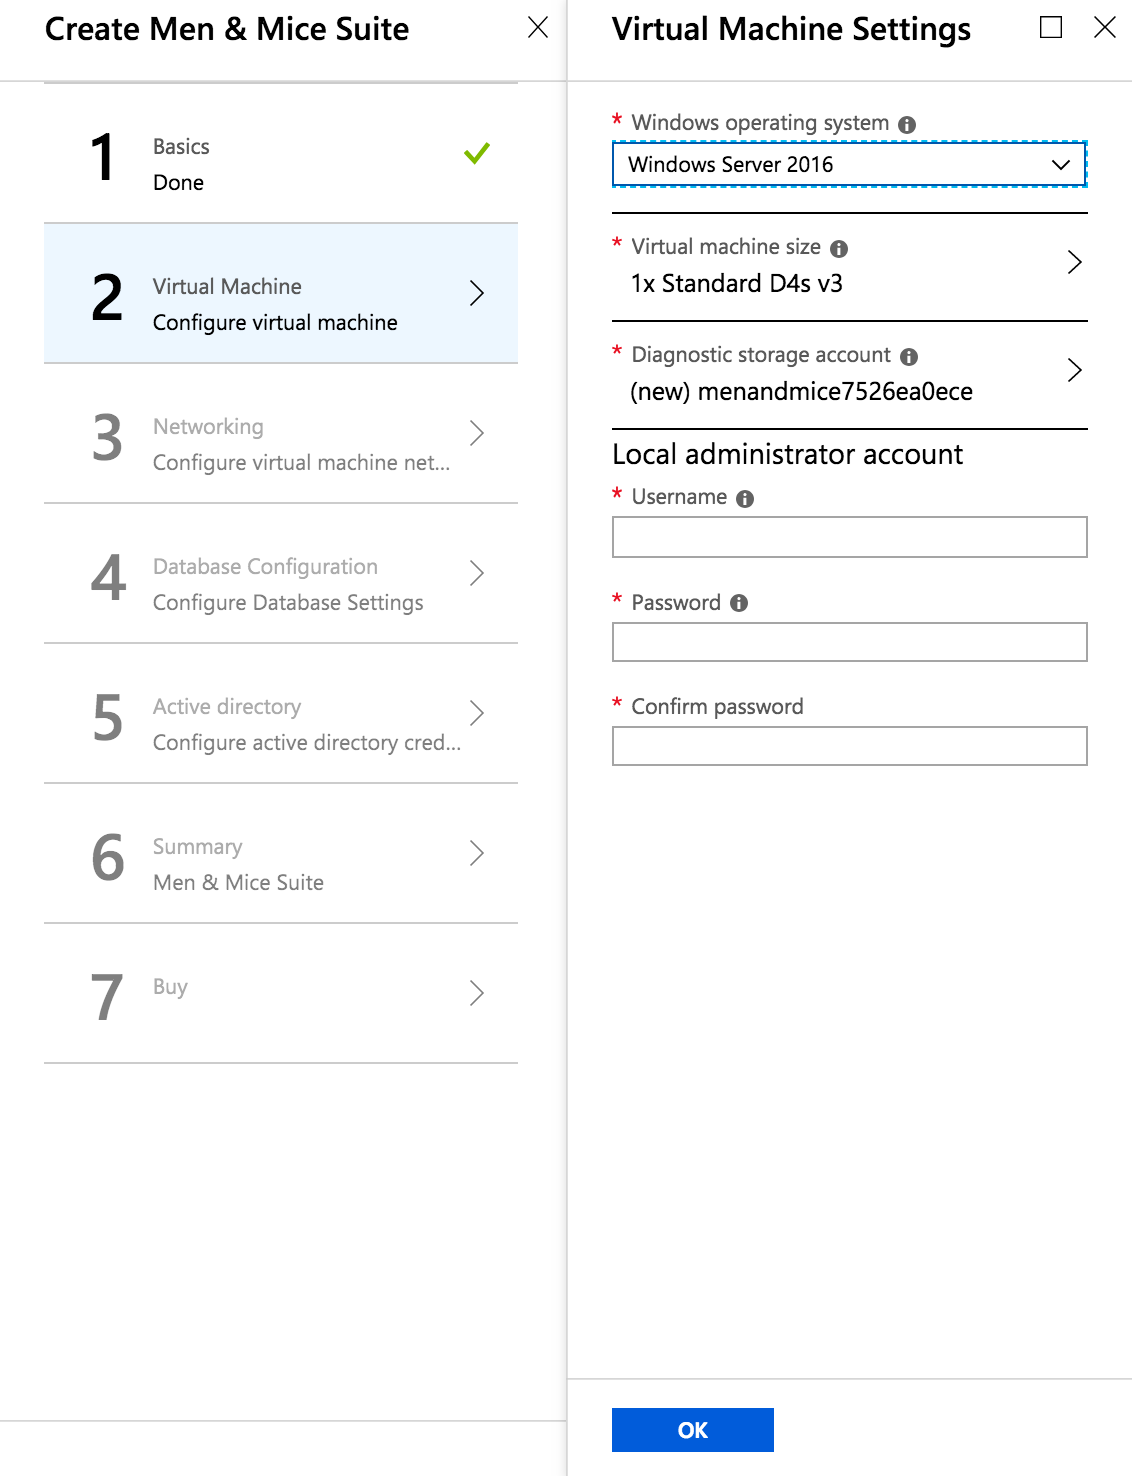 Create Men & Mice Suite
1
Basics
Done
2
Virtual Machine
Configure virtual machine
3
Networking
Configure virtual machine net...
4
Database Configuration
Configure Database Settings
5
Active directory
Configure active directory cred...
6
Summary
Men & Mice Suite
7
Buy
Virtual Machine Settings
* Windows operating system
Windows Server 2016
* Virtual machine size
1x Standard D4s v3
* Diagnostic storage account
(new) menandmice7526ea0ece
Local administrator account
* Username
* Password
* Confirm password
OK